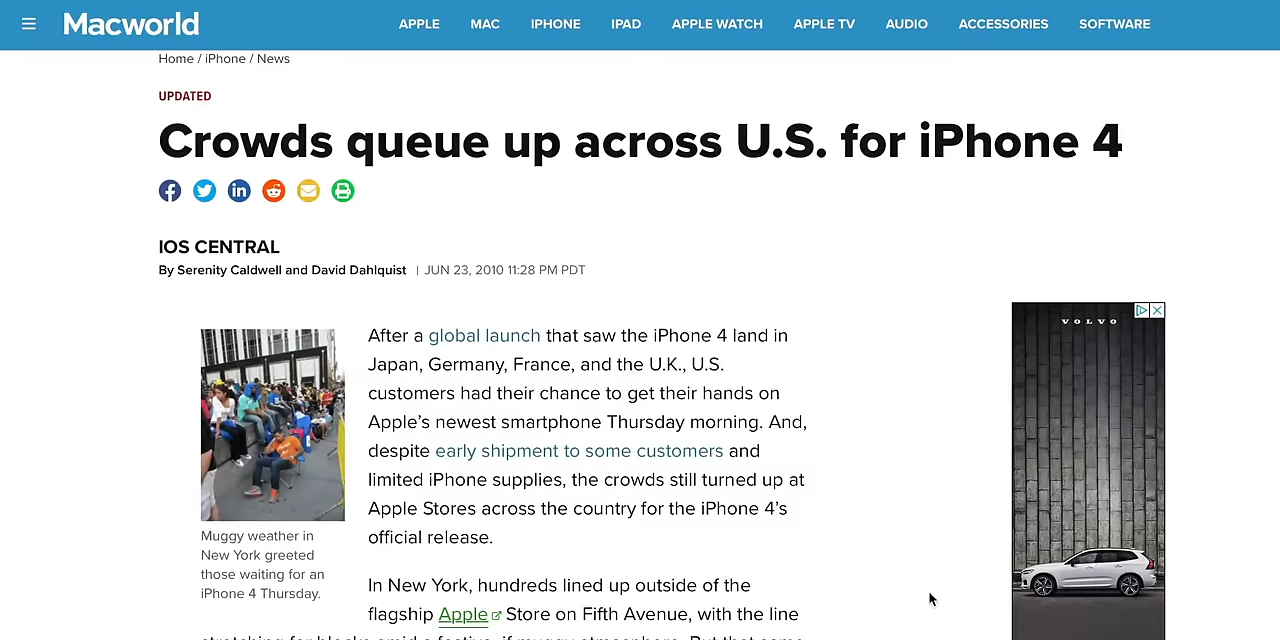 Macworld
APPLE MAC IPHONE IPAD APPLE WATCH APPLE TV AUDIO ACCESSORIES SOFTWARE
Home / iPhone / News
UPDATED
Crowds queue up across U.S. for iPhone 4
IOS CENTRAL
By Serenity Caldwell and David Dahlquist | JUN 23, 2010 11:28 PM PDT
After a global launch that saw the iPhone 4 land in
Japan, Germany, France, and the U.K., U.S.
customers had their chance to get their hands on
Apple's newest smartphone Thursday morning. And,
despite early shipment to some customers and
limited iPhone supplies, the crowds still turned up at
Apple Stores across the country for the iPhone 4's
official release.
Muggy weather in
New York greeted
those waiting for an
iPhone 4 Thursday.
In New York, hundreds lined up outside of the
flagship Apple Store on Fifth Avenue, with the line
VOLVO